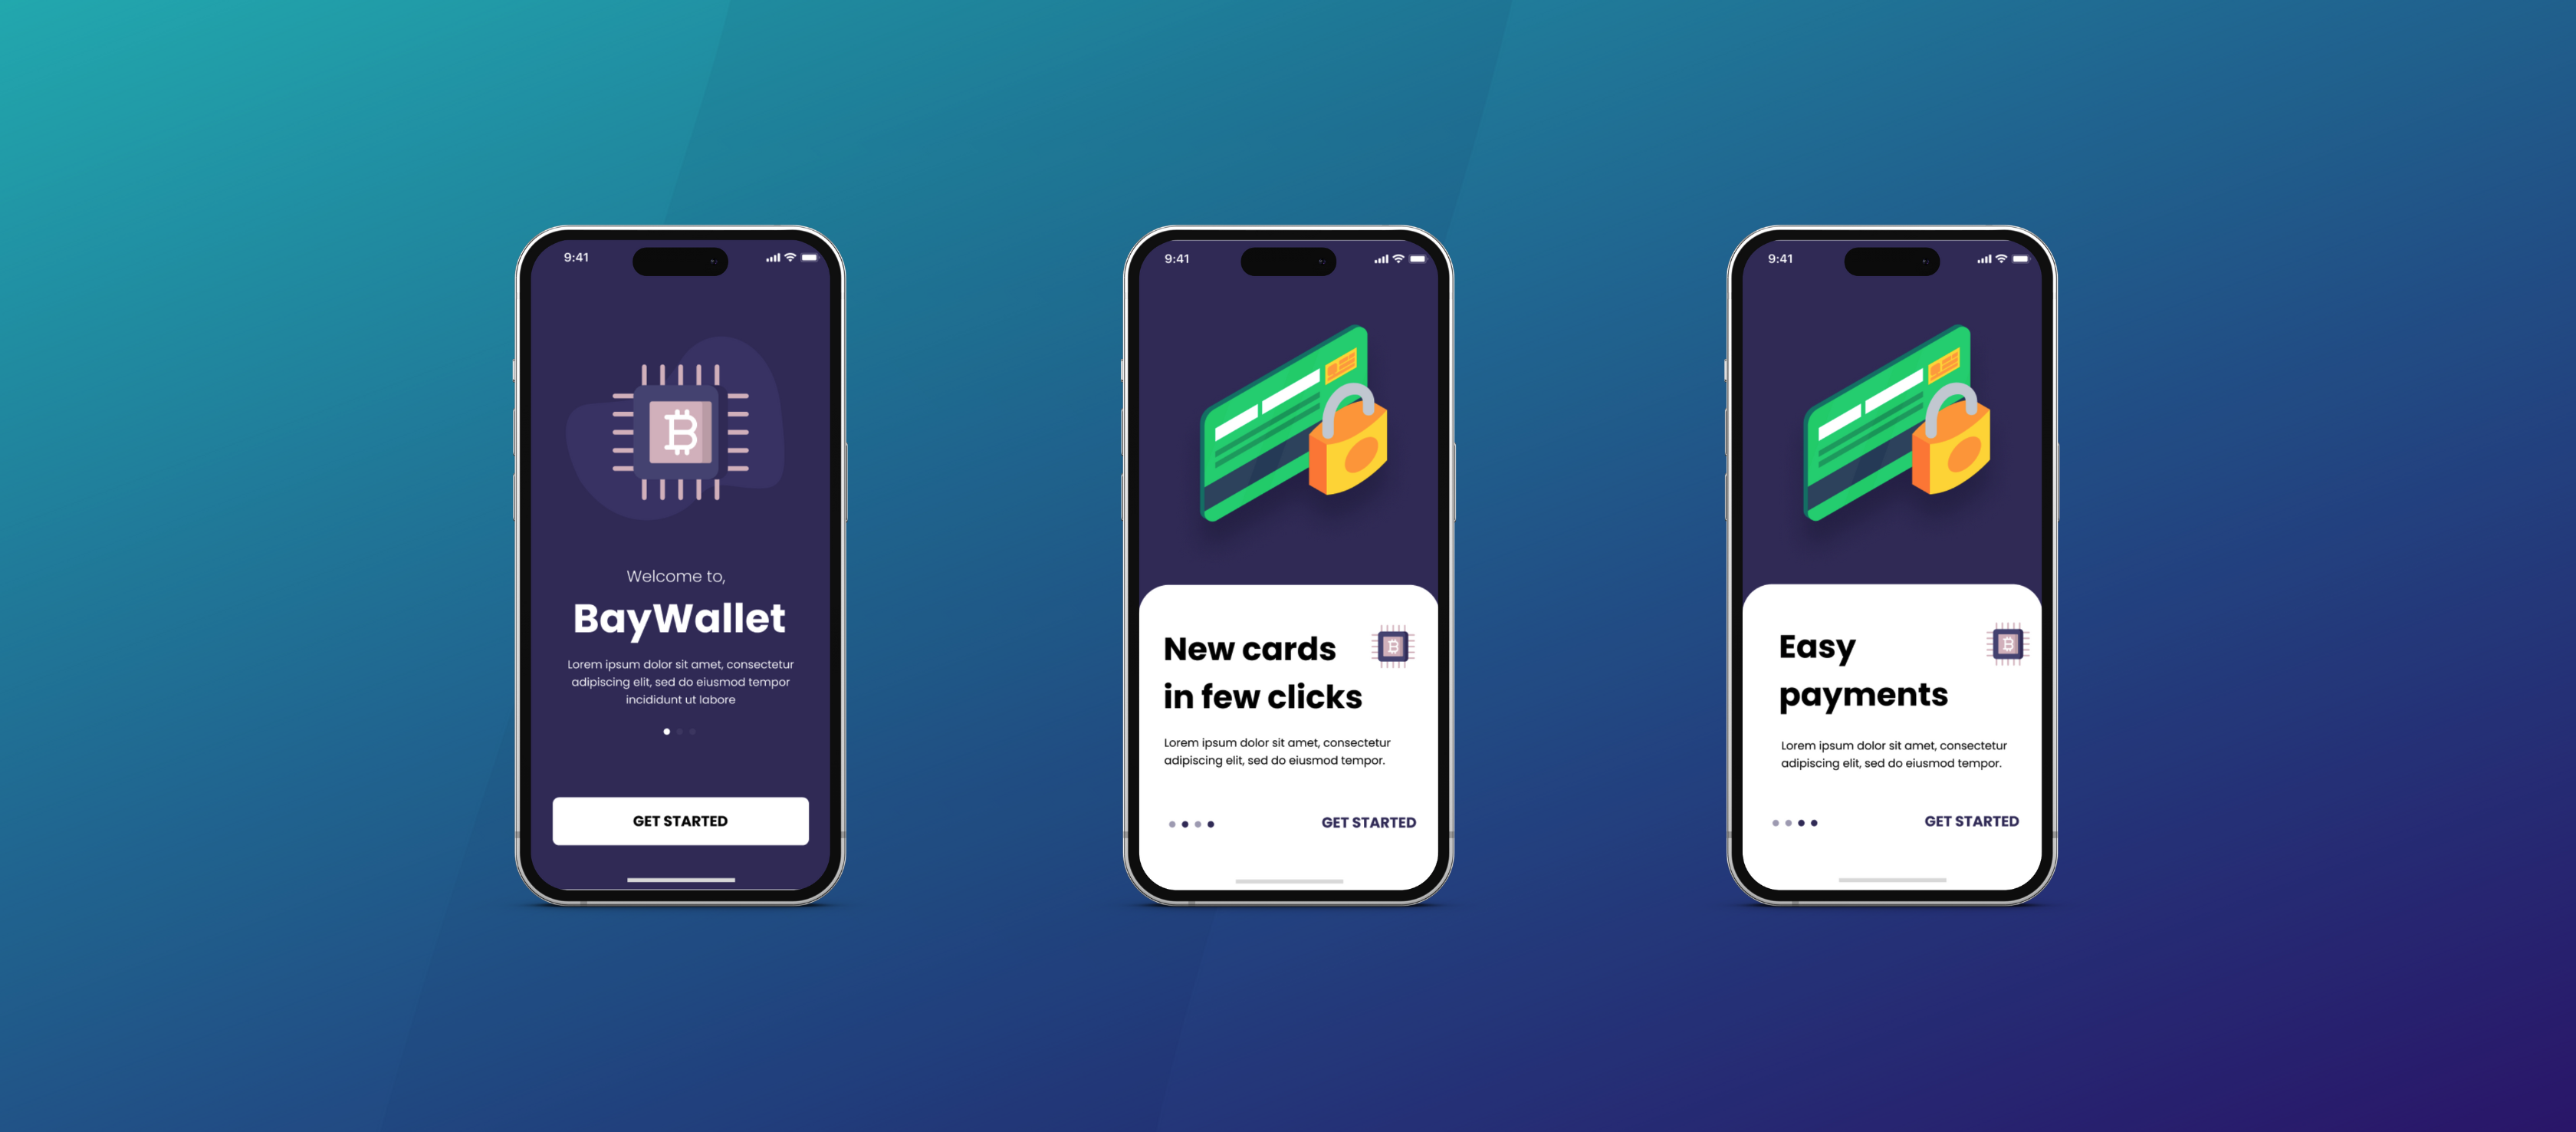 9:41
Welcome to,
BayWallet
Lorem ipsum dolor sit amet, consectetur
adipiscing elit, sed do eiusmod tempor
incididunt ut labore
GET STARTED
9:41
New cards
in few clicks
Lorem ipsum dolor sit amet, consectetur
adipiscing elit, sed do eiusmod tempor.
GET STARTED
9:41
Easy
payments
Lorem ipsum dolor sit amet, consectetur
adipiscing elit, sed do eiusmod tempor.
GET STARTED